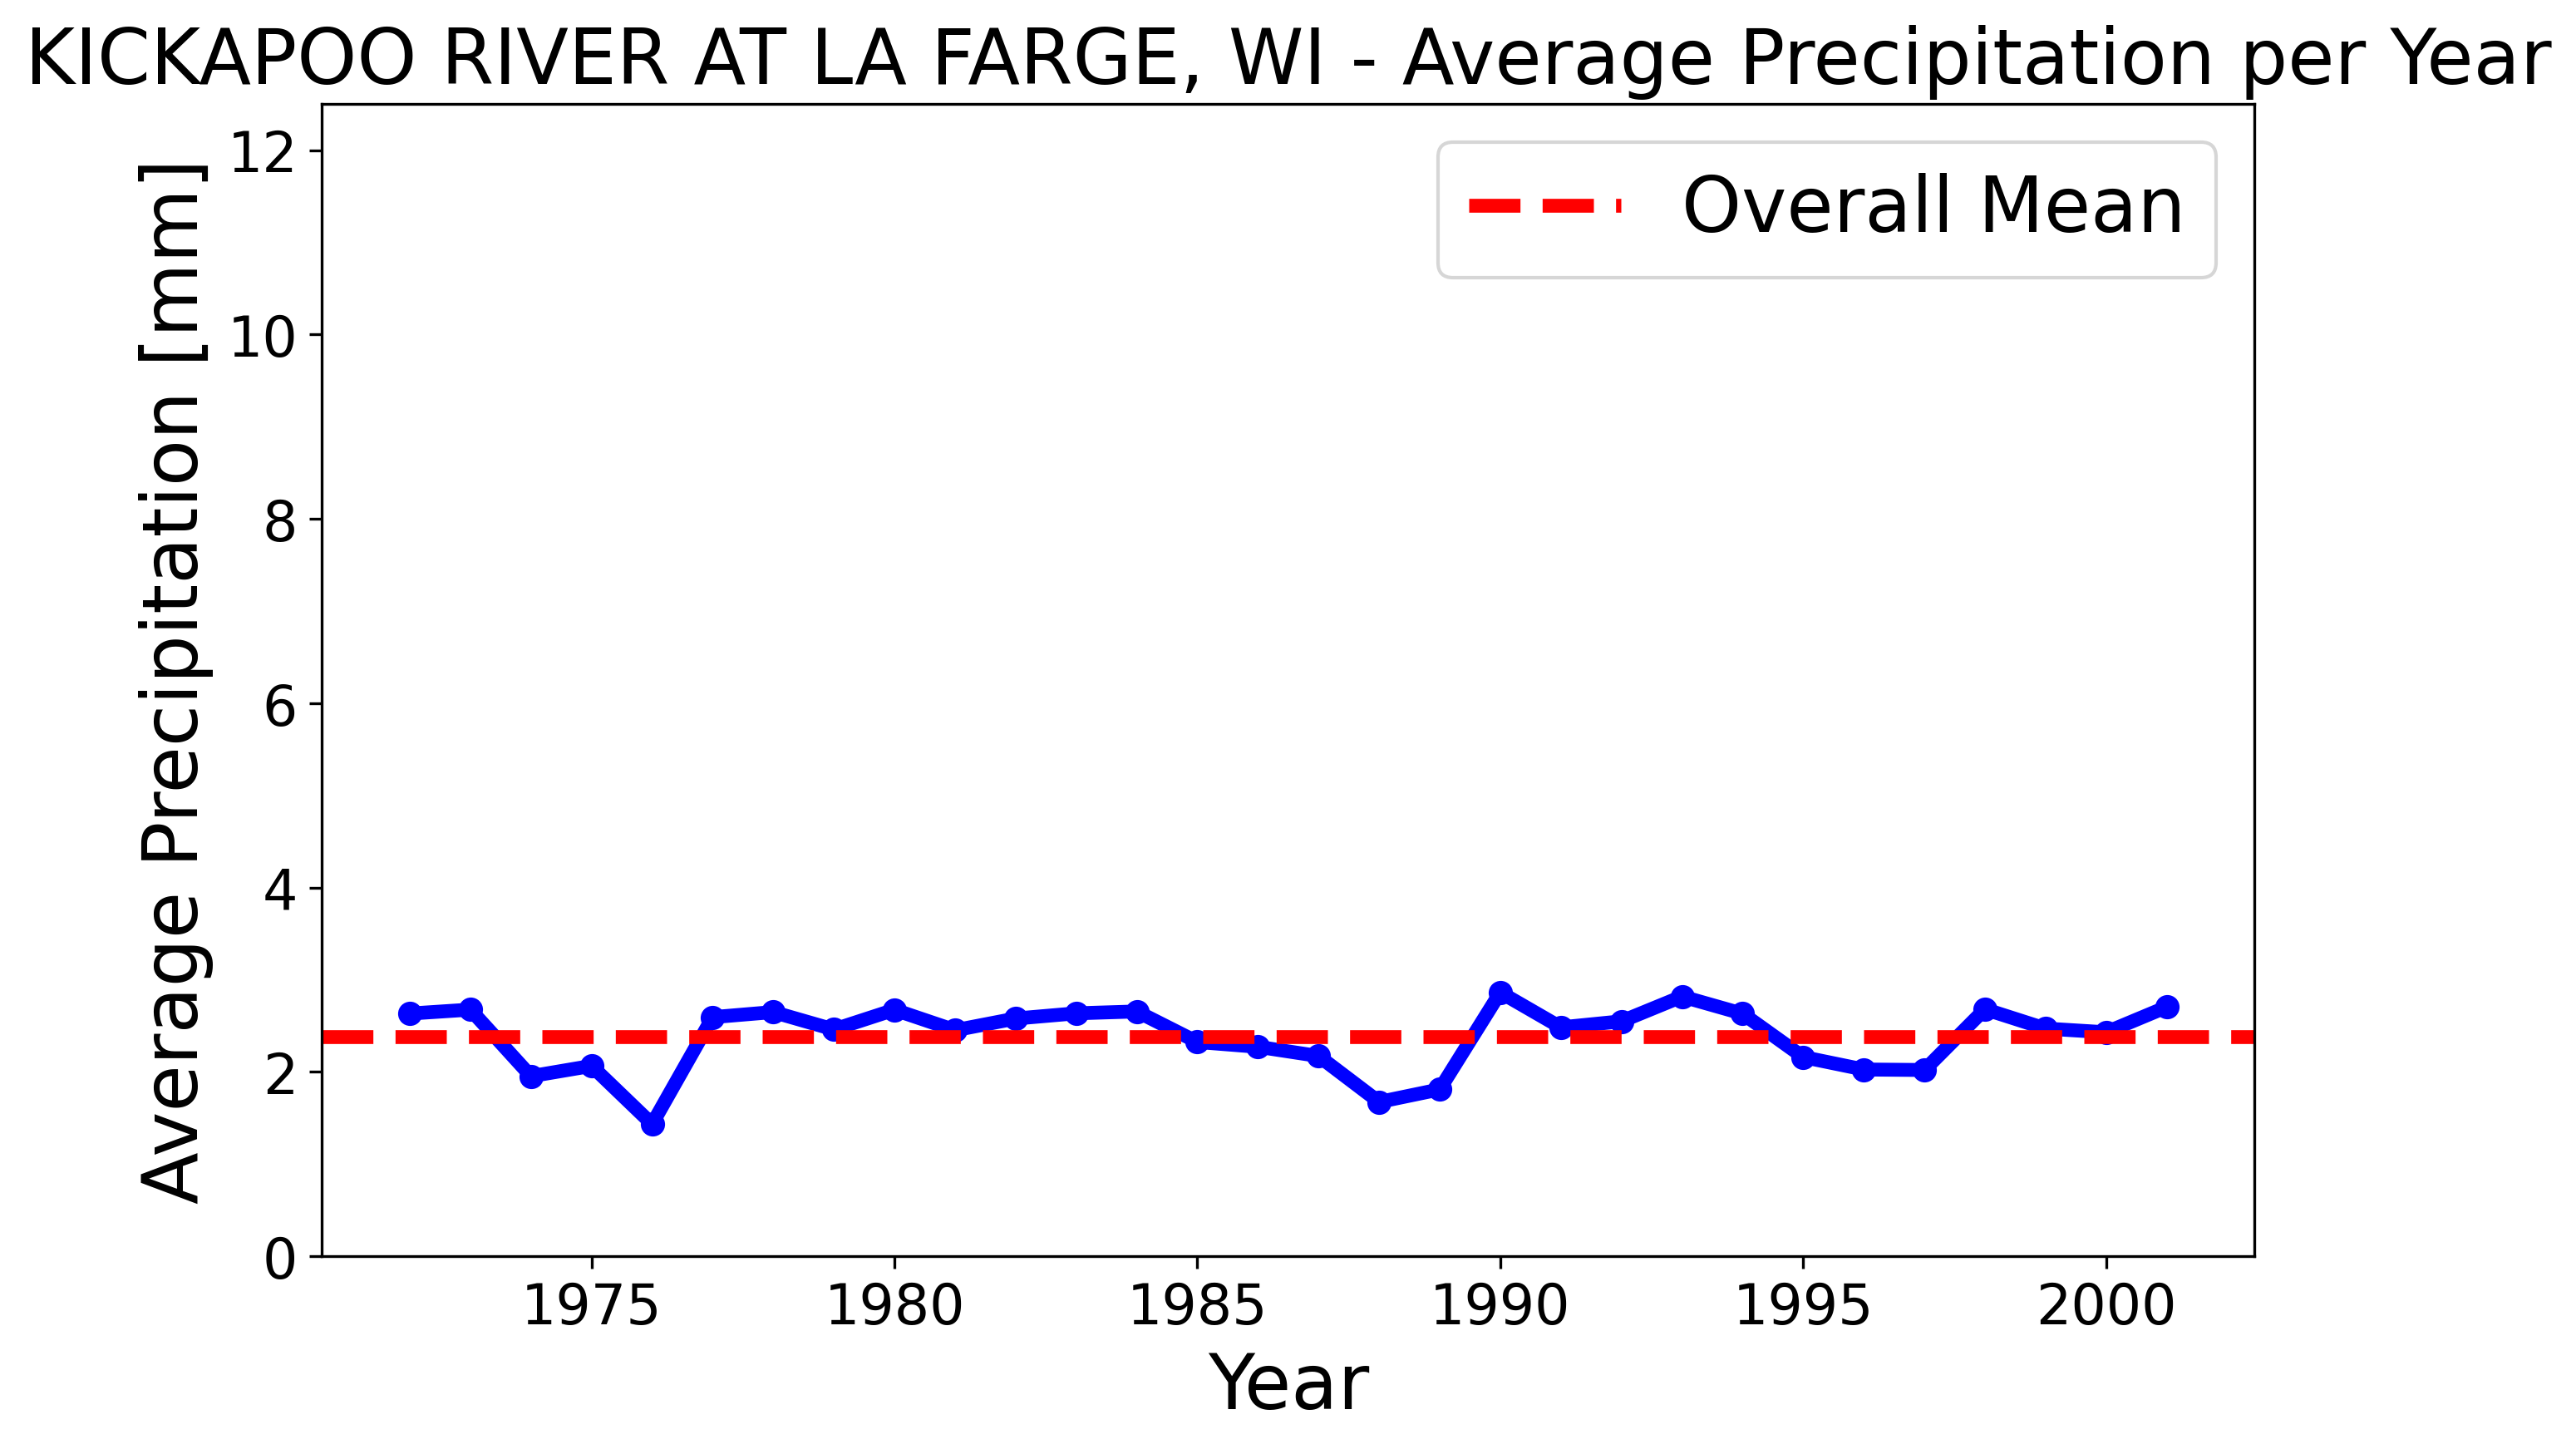 KICKAPOO RIVER AT LA FARGE, WI - Average Precipitation per Year
Average Precipitation [mm]
12
10
8
6
4
2
0
Overall Mean
1975 1980 1985 1990 1995 2000
Year